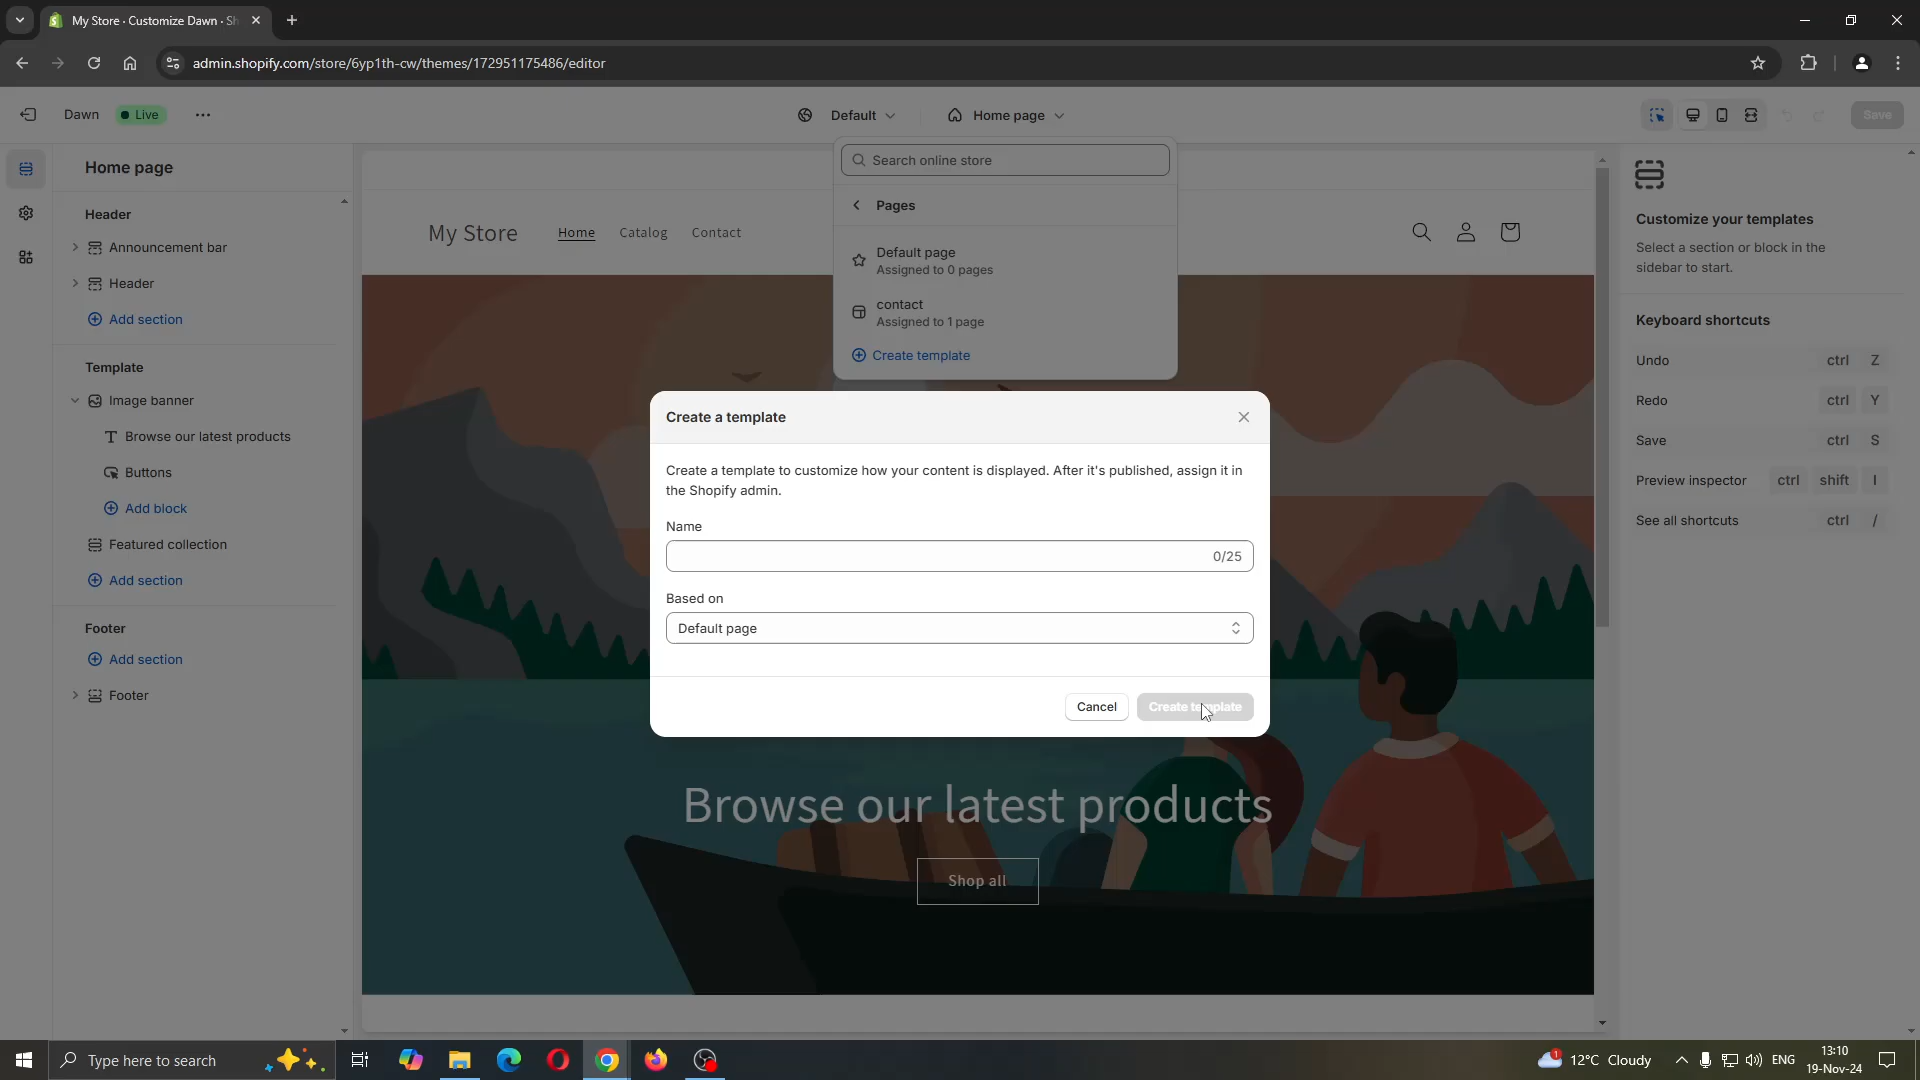 My Store · Customize Dawn · Sh
admin.shopify.com/store/6yp1th-cw/themes/172951175486/editor
Dawn
Live
Default
Home page
Save
Home page
Header
Announcement bar
Header
Add section
Template
Image banner
Browse our latest products
Buttons
Add block
Featured collection
Add section
Footer
Add section
Footer
My Store
Home
Catalog
Contact
Search online store
Pages
Default page
Assigned to 0 pages
contact
Assigned to 1 page
Create template
Create a template
Create a template to customize how your content is displayed. After it's published, assign it in
the Shopify admin.
Name
0/25
Based on
Default page
Cancel
Create template
Browse our latest products
Shop all
Customize your templates
Select a section or block in the
sidebar to start.
Keyboard shortcuts
Undo ctrl Z
Redo ctrl Y
Save ctrl S
Preview inspector ctrl shift I
See all shortcuts ctrl /
Type here to search
1
12°C Cloudy
ENG
13:10
19-Nov-24